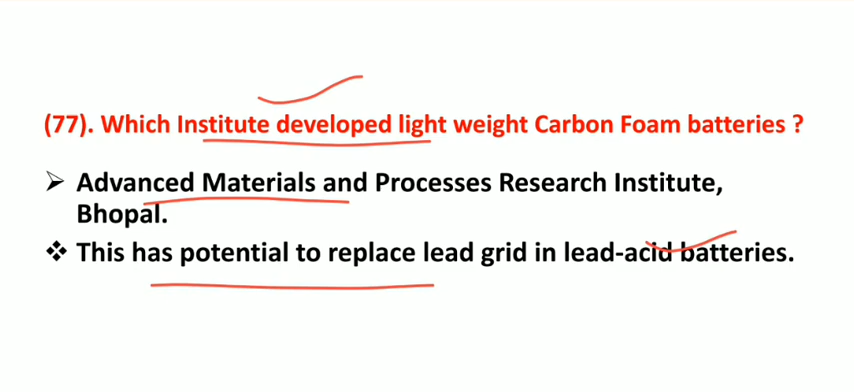 (77). Which Institute developed light weight Carbon Foam batteries ?
➢ Advanced Materials and Processes Research Institute,
Bhopal.
❖ This has potential to replace lead grid in lead-acid batteries.